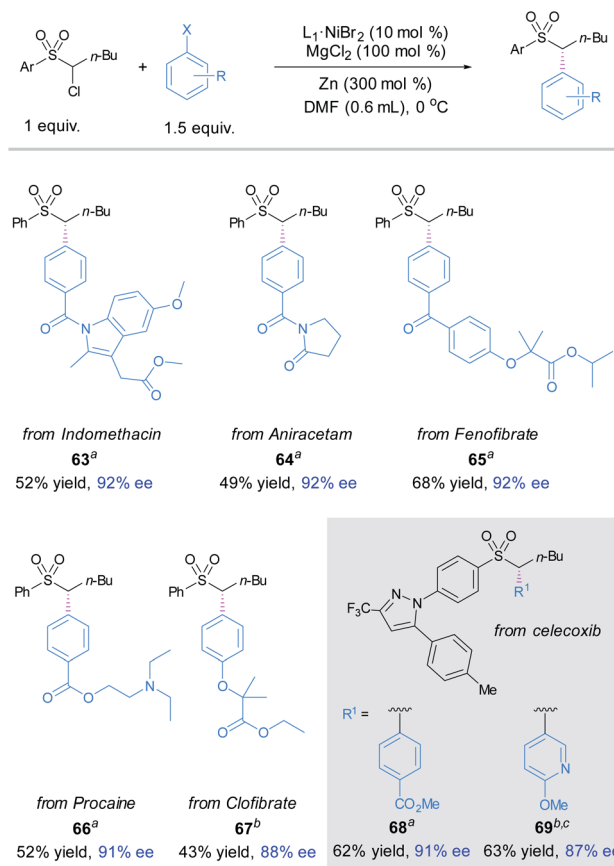 O O
S
n-Bu
Ar
Cl
1 equiv.
+
X
R
1.5 equiv.
L1·NiBr2 (10 mol %)
MgCl2 (100 mol %)
Zn (300 mol %)
DMF (0.6 mL), 0 °C
O O
S
n-Bu
Ar
R
O O
S
n-Bu
Ph
O
N
O
O
O
from Indomethacin
63a
52% yield, 92% ee
O O
S
n-Bu
Ph
O
N
O
from Aniracetam
64a
49% yield, 92% ee
O O
S
n-Bu
Ph
O
O
O
O
from Fenofibrate
65a
68% yield, 92% ee
O O
S
n-Bu
Ph
O
O
N
from Procaine
66a
52% yield, 91% ee
O O
S
n-Bu
Ph
O
O
O
from Clofibrate
67b
43% yield, 88% ee
O O
S
n-Bu
R1
N
N
F3C
Me
from celecoxib
R1 =
CO2Me
68a
62% yield, 91% ee
N
OMe
69b,c
63% yield, 87% ee